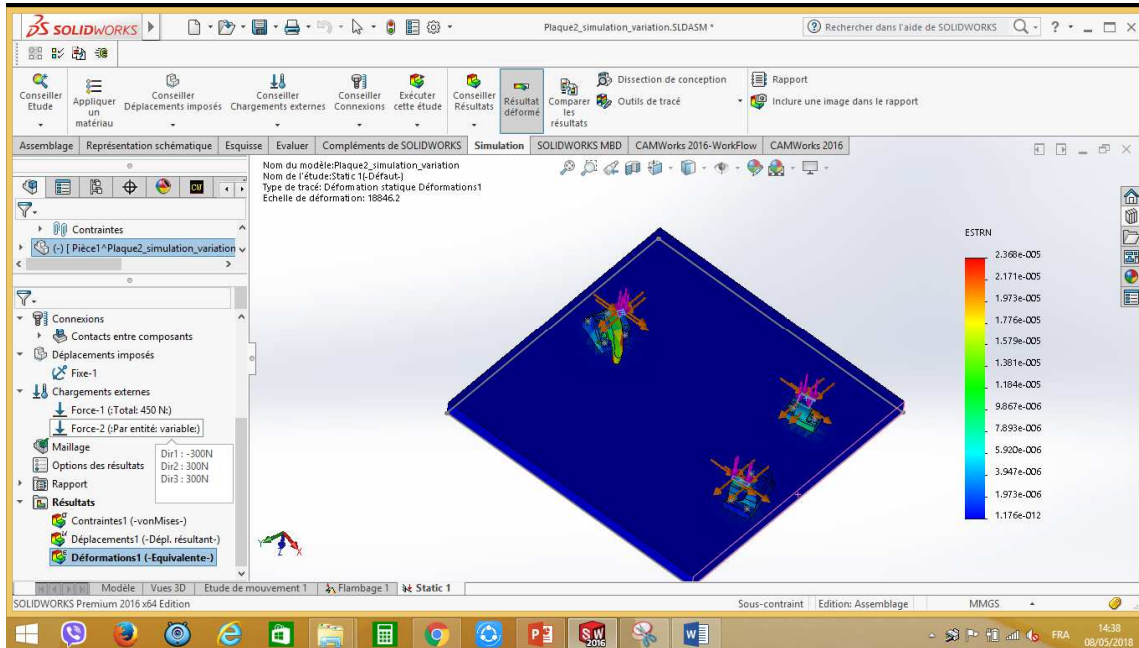 SOLIDWORKS
Plaque2_simulation_variation.SLDASM *
Rechercher dans l'aide de SOLIDWORKS
?
Conseiller Etude
Appliquer un matériau
Conseiller Déplacements imposés
Conseiller Chargements externes
Conseiller Connexions
Exécuter cette étude
Conseiller Résultats
Résultat déformé
Comparer les résultats
Dissection de conception
Outils de tracé
Rapport
Inclure une image dans le rapport
Assemblage
Représentation schématique
Esquisse
Evaluer
Compléments de SOLIDWORKS
Simulation
SOLIDWORKS MBD
CAMWorks 2016-WorkFlow
CAMWorks 2016
Nom du modèle:Plaque2_simulation_variation
Nom de l'étude:Static 1(-Défaut-)
Type de tracé: Déformation statique Déformations1
Echelle de déformation: 18846.2
Contraintes
(-) [ Pièce1^Plaque2_simulation_variation
Connexions
Contacts entre composants
Déplacements imposés
Fixe-1
Chargements externes
Force-1 (:Total: 450 N:)
Force-2 (:Par entité: variable:)
Maillage
Options des résultats
Rapport
Résultats
Contraintes1 (-vonMises-)
Déplacements1 (-Dépl. résultant-)
Déformations1 (-Equivalente-)
Dir1 : -300N
Dir2 : 300N
Dir3 : 300N
ESTRN
2.368e-005
2.171e-005
1.973e-005
1.776e-005
1.579e-005
1.381e-005
1.184e-005
9.867e-006
7.893e-006
5.920e-006
3.947e-006
1.973e-006
1.176e-012
Modèle
Vues 3D
Etude de mouvement 1
Flambage 1
Static 1
SOLIDWORKS Premium 2016 x64 Edition
Sous-contraint
Edition: Assemblage
MMGS
FRA
14:38
08/05/2018